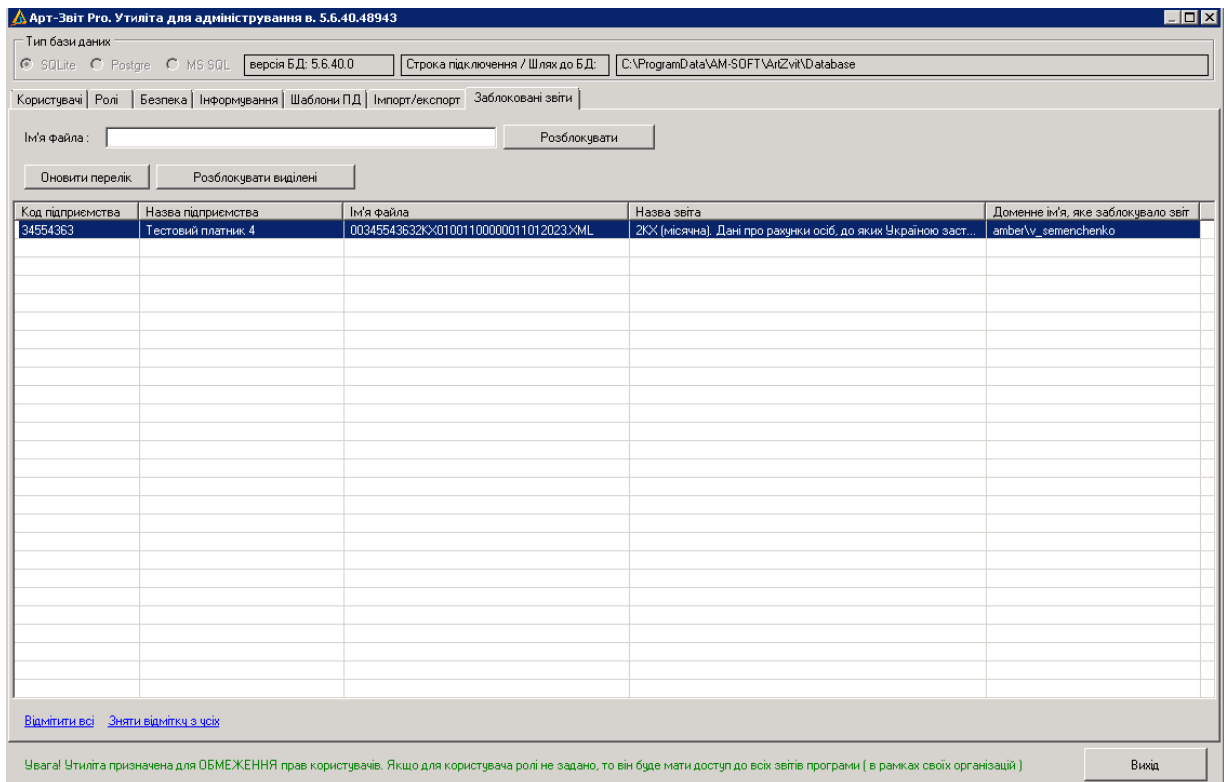 Арт-Звіт Pro. Утиліта для адміністрування в. 5.6.40.48943
Тип бази даних
SQLite Postgre MS SQL версія БД: 5.6.40.0 Строка підключення / Шлях до БД: C:\ProgramData\AM-SOFT\ArtZvit\Database
Користувачі Ролі Безпека Інформування Шаблони ПД Імпорт/експорт Заблоковані звіти
Ім'я файла : Розблокувати
Оновити перелік Розблокувати виділені
Код підприємства Назва підприємства Ім'я файла Назва звіта Доменне ім'я, яке заблокувало звіт
34554363 Тестовий платник 4 00345543632KX0100110000001 1012023.XML 2КХ (місячна). Дані про рахунки осіб, до яких Україною заст... amber\v_semenchenko
Відмітити всі Зняти відмітку з усіх
Увага! Утиліта призначена для ОБМЕЖЕННЯ прав користувачів. Якщо для користувача ролі не задано, то він буде мати доступ до всіх звітів програми ( в рамках своїх організацій ) Вихід